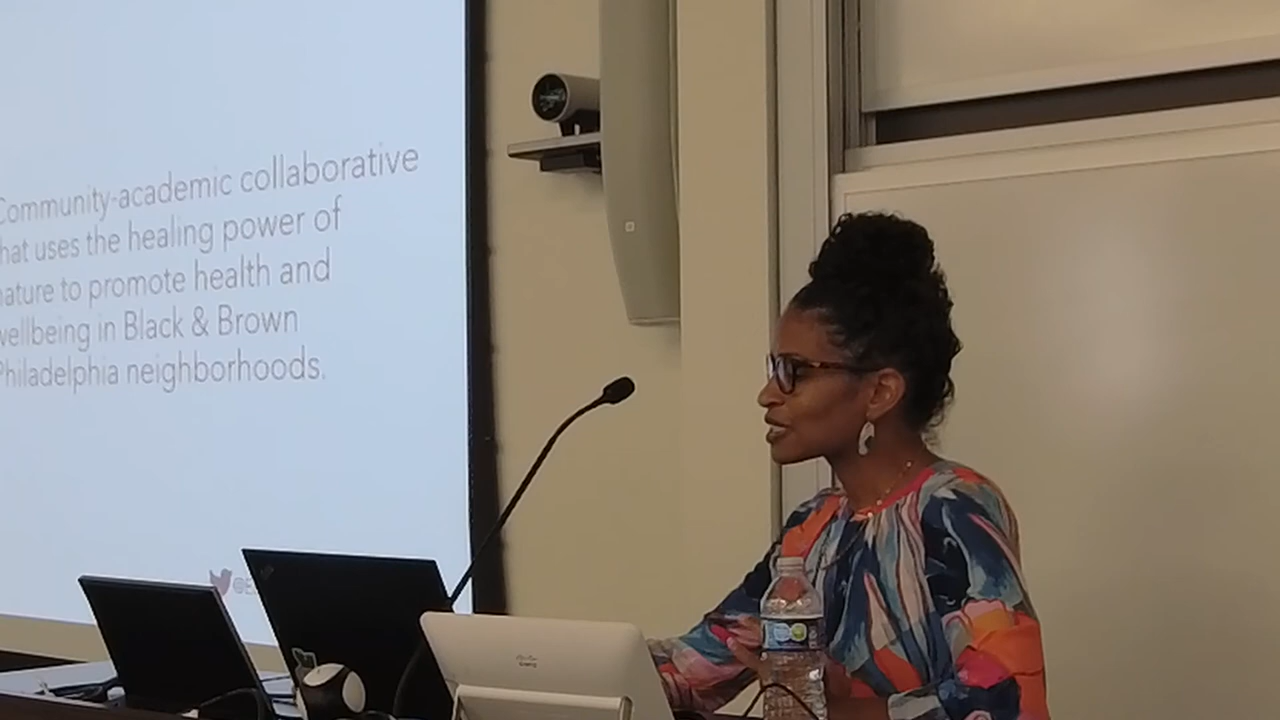 Community-academic collaborative
that uses the healing power of
nature to promote health and
wellbeing in Black & Brown
Philadelphia neighborhoods.